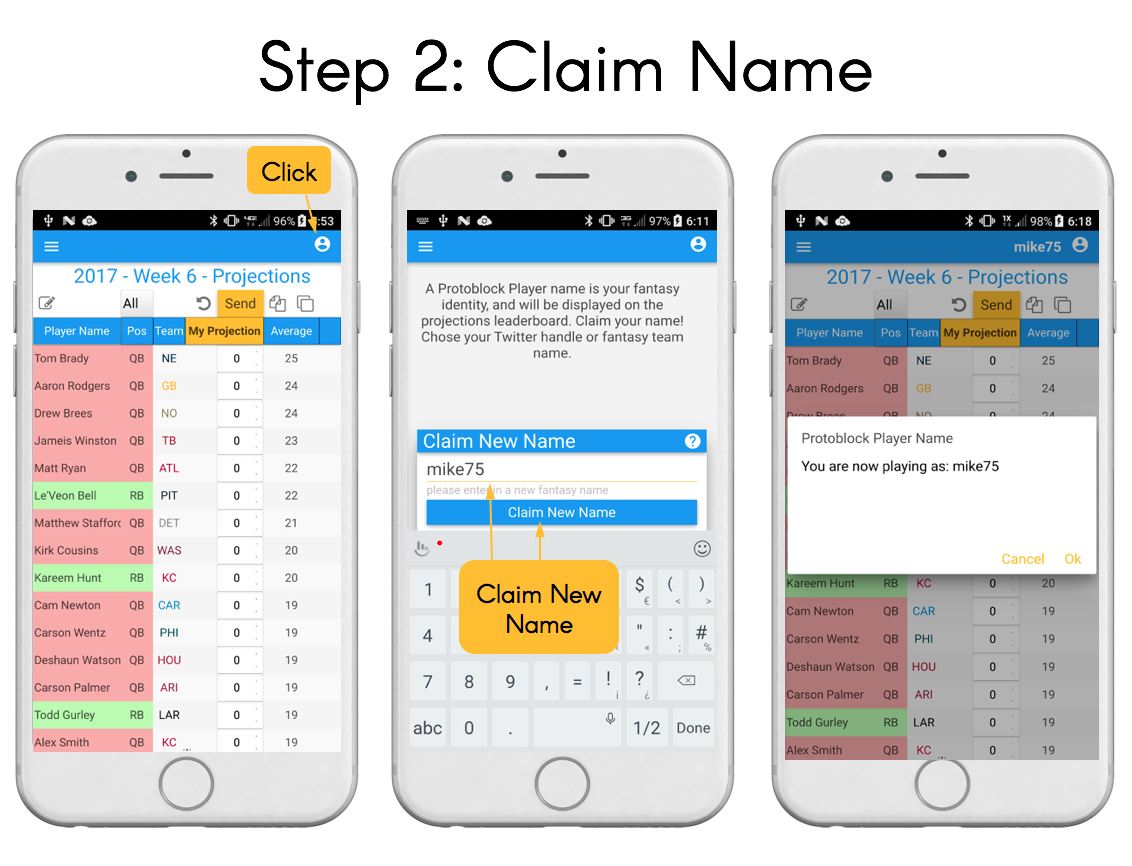 Step 2: Claim Name
Click
96% :53
2017 - Week 6 - Projections
All Send
Player Name Pos Team My Projection Average
Tom Brady QB NE 0 25
Aaron Rodgers QB GB 0 24
Drew Brees QB NO 0 24
Jameis Winston QB TB 0 23
Matt Ryan QB ATL 0 22
Le'Veon Bell RB PIT 0 22
Matthew Stafford QB DET 0 21
Kirk Cousins QB WAS 0 20
Kareem Hunt RB KC 0 20
Cam Newton QB CAR 0 19
Carson Wentz QB PHI 0 19
Deshaun Watson QB HOU 0 19
Carson Palmer QB ARI 0 19
Todd Gurley RB LAR 0 19
Alex Smith QB KC 0 19
3G 97% 6:11
A Protoblock Player name is your fantasy
identity, and will be displayed on the
projections leaderboard. Claim your name!
Chose your Twitter handle or fantasy team
name.
Claim New Name ?
mike75
please enter in a new fantasy name
Claim New Name
Claim New
Name
1 $ € ( < ) >
4 " « : ; # %
7 8 9 , = ! ¡ ? ¿
abc 0 . 1/2 Done
1X 98% 6:18
mike75
2017 - Week 6 - Projections
All Send
Player Name Pos Team My Projection Average
Tom Brady QB NE 0 25
Aaron Rodgers QB GB 0 24
Drew Brees QB NO 0 24
Protoblock Player Name
You are now playing as: mike75
Cancel Ok
Kareem Hunt RB KC 0 20
Cam Newton QB CAR 0 19
Carson Wentz QB PHI 0 19
Deshaun Watson QB HOU 0 19
Carson Palmer QB ARI 0 19
Todd Gurley RB LAR 0 19
Alex Smith QB KC 0 19